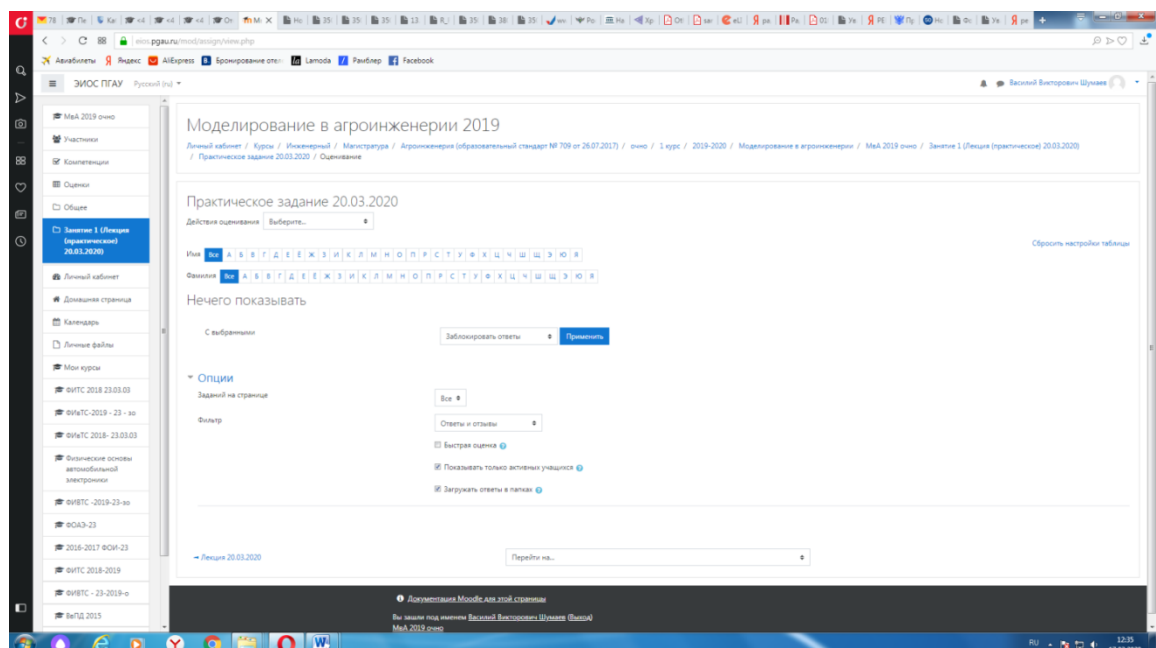 eios.pgau.ru/mod/assign/view.php
Авиабилеты Яндекс AliExpress Бронирование отел Lamoda Рамблер Facebook
ЭИОС ПГАУ Русский (ru)
Василий Викторович Шумаев
МвА 2019 очно
Участники
Компетенции
Оценки
Общее
Занятие 1 (Лекция
(практическое)
20.03.2020)
Личный кабинет
Домашняя страница
Календарь
Личные файлы
Мои курсы
ФИТС 2018 23.03.03
ФИвТС-2019 - 23 - зо
ФИвТС 2018- 23.03.03
Физические основы
автомобильной
электроники
ФИВТС -2019-23-зо
ФОАЭ-23
2016-2017 ФОИ-23
ФИТС 2018-2019
ФИВТС - 23-2019-о
ВеПД 2015
Моделирование в агроинженерии 2019
Личный кабинет / Курсы / Инженерный / Магистратура / Агроинженерия (образовательный стандарт № 709 от 26.07.2017) / очно / 1 курс / 2019-2020 / Моделирование в агроинженерии / МвА 2019 очно / Занятие 1 (Лекция (практическое) 20.03.2020)
/ Практическое задание 20.03.2020 / Оценивание
Практическое задание 20.03.2020
Действия оценивания Выберите...
Сбросить настройки таблицы
Имя Все А Б В Г Д Е Ё Ж З И К Л М Н О П Р С Т У Ф Х Ц Ч Ш Щ Э Ю Я
Фамилия Все А Б В Г Д Е Ё Ж З И К Л М Н О П Р С Т У Ф Х Ц Ч Ш Щ Э Ю Я
Нечего показывать
С выбранными Заблокировать ответы Применить
Опции
Заданий на странице Все
Фильтр Ответы и отзывы
Быстрая оценка
Показывать только активных учащихся
Загружать ответы в папках
→ Лекция 20.03.2020 Перейти на...
Документация Moodle для этой страницы
Вы зашли под именем Василий Викторович Шумаев (Выход)
МвА 2019 очно
RU 12:35